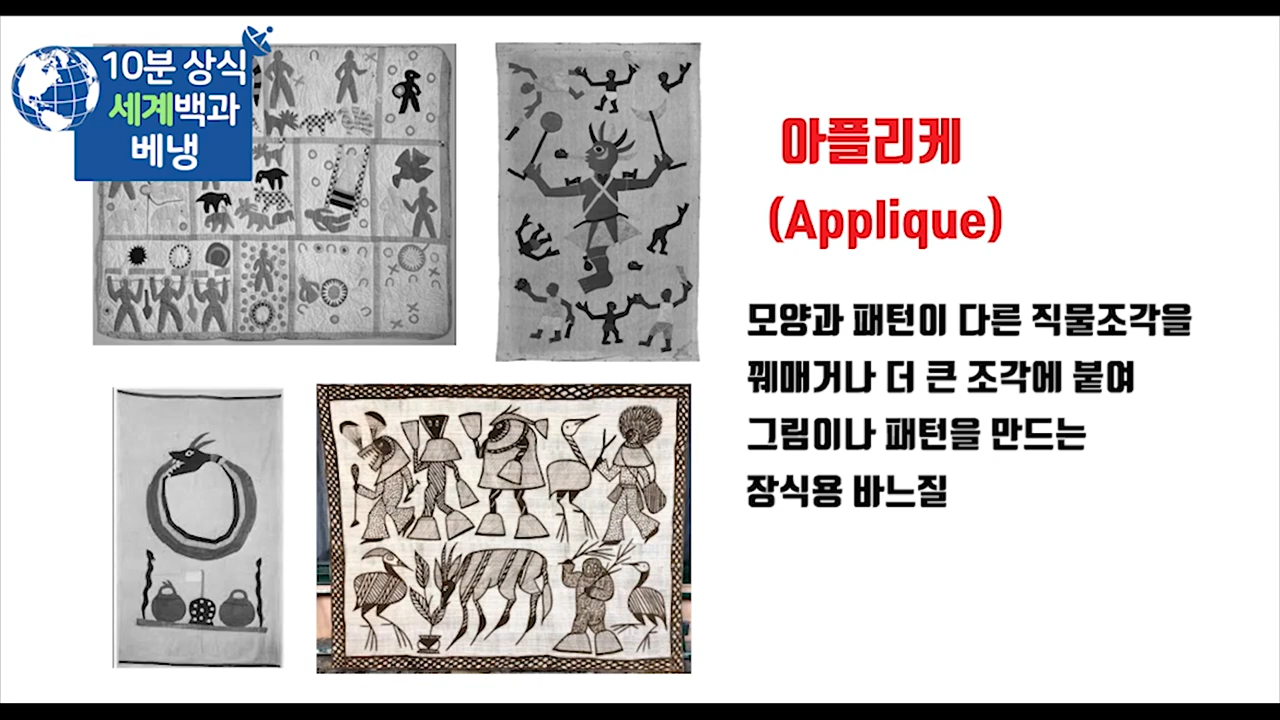 10분 상식
세계백과
베냉
아플리케
(Applique)
모양과 패턴이 다른 직물조각을
꿰매거나 더 큰 조각에 붙여
그림이나 패턴을 만드는
장식용 바느질